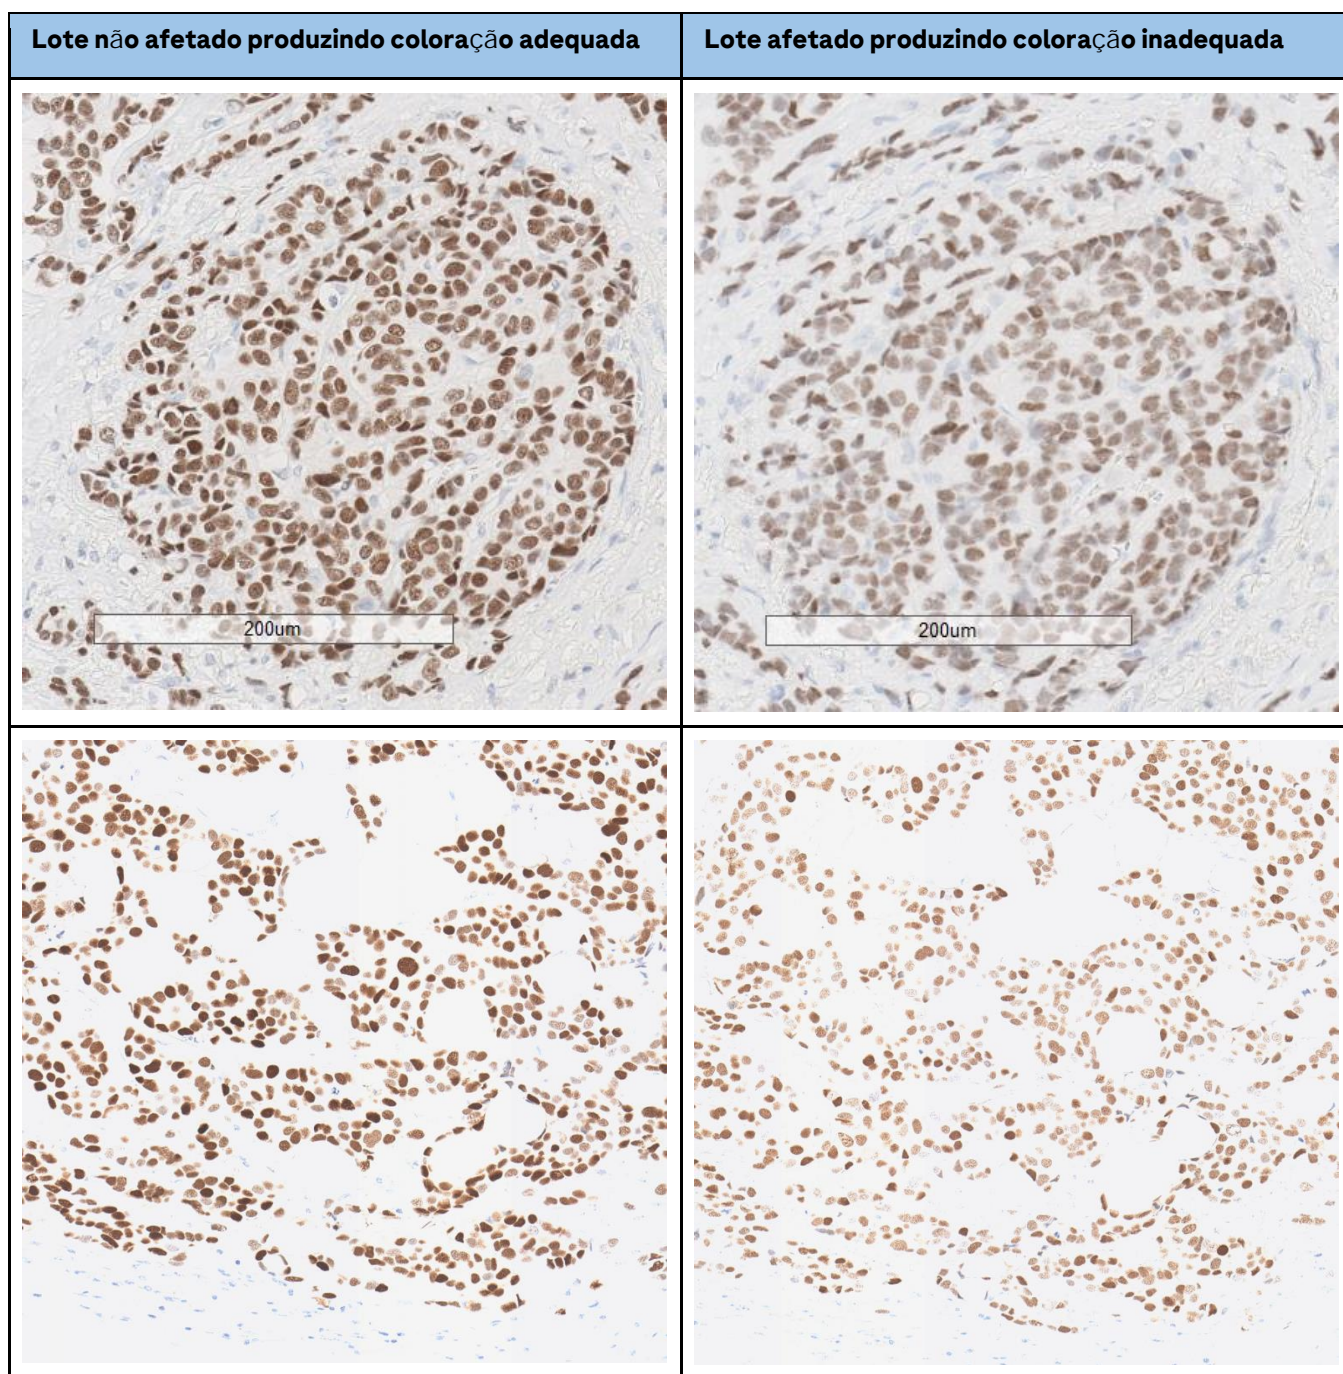 Lote não afetado produzindo coloração adequada
Lote afetado produzindo coloração inadequada
200um
200um